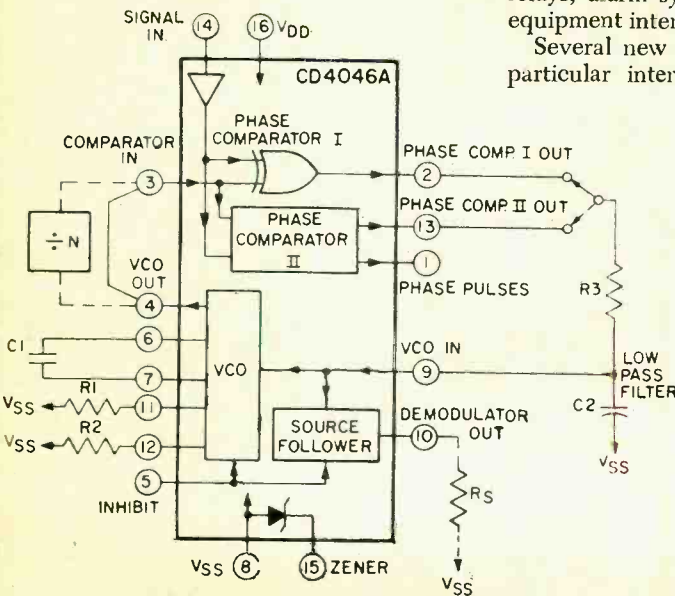 relays, alarm sy
equipment inter
Several new
particular inter
SIGNAL
IN.
14
16
VDD
CD4046A
PHASE
COMPARATOR I
COMPARATOR
IN
3
PHASE COMP. I OUT
2
PHASE COMP. II OUT
13
÷ N
PHASE
COMPARATOR
II
1
PHASE PULSES
VCO
OUT
4
R3
C1
6
7
VCO
VCO IN
9
LOW
PASS
FILTER
R1
VSS
11
C2
R2
VSS
12
SOURCE
FOLLOWER
DEMODULATOR
OUT
10
VSS
5
INHIBIT
RS
VSS
8
15
ZENER
VSS